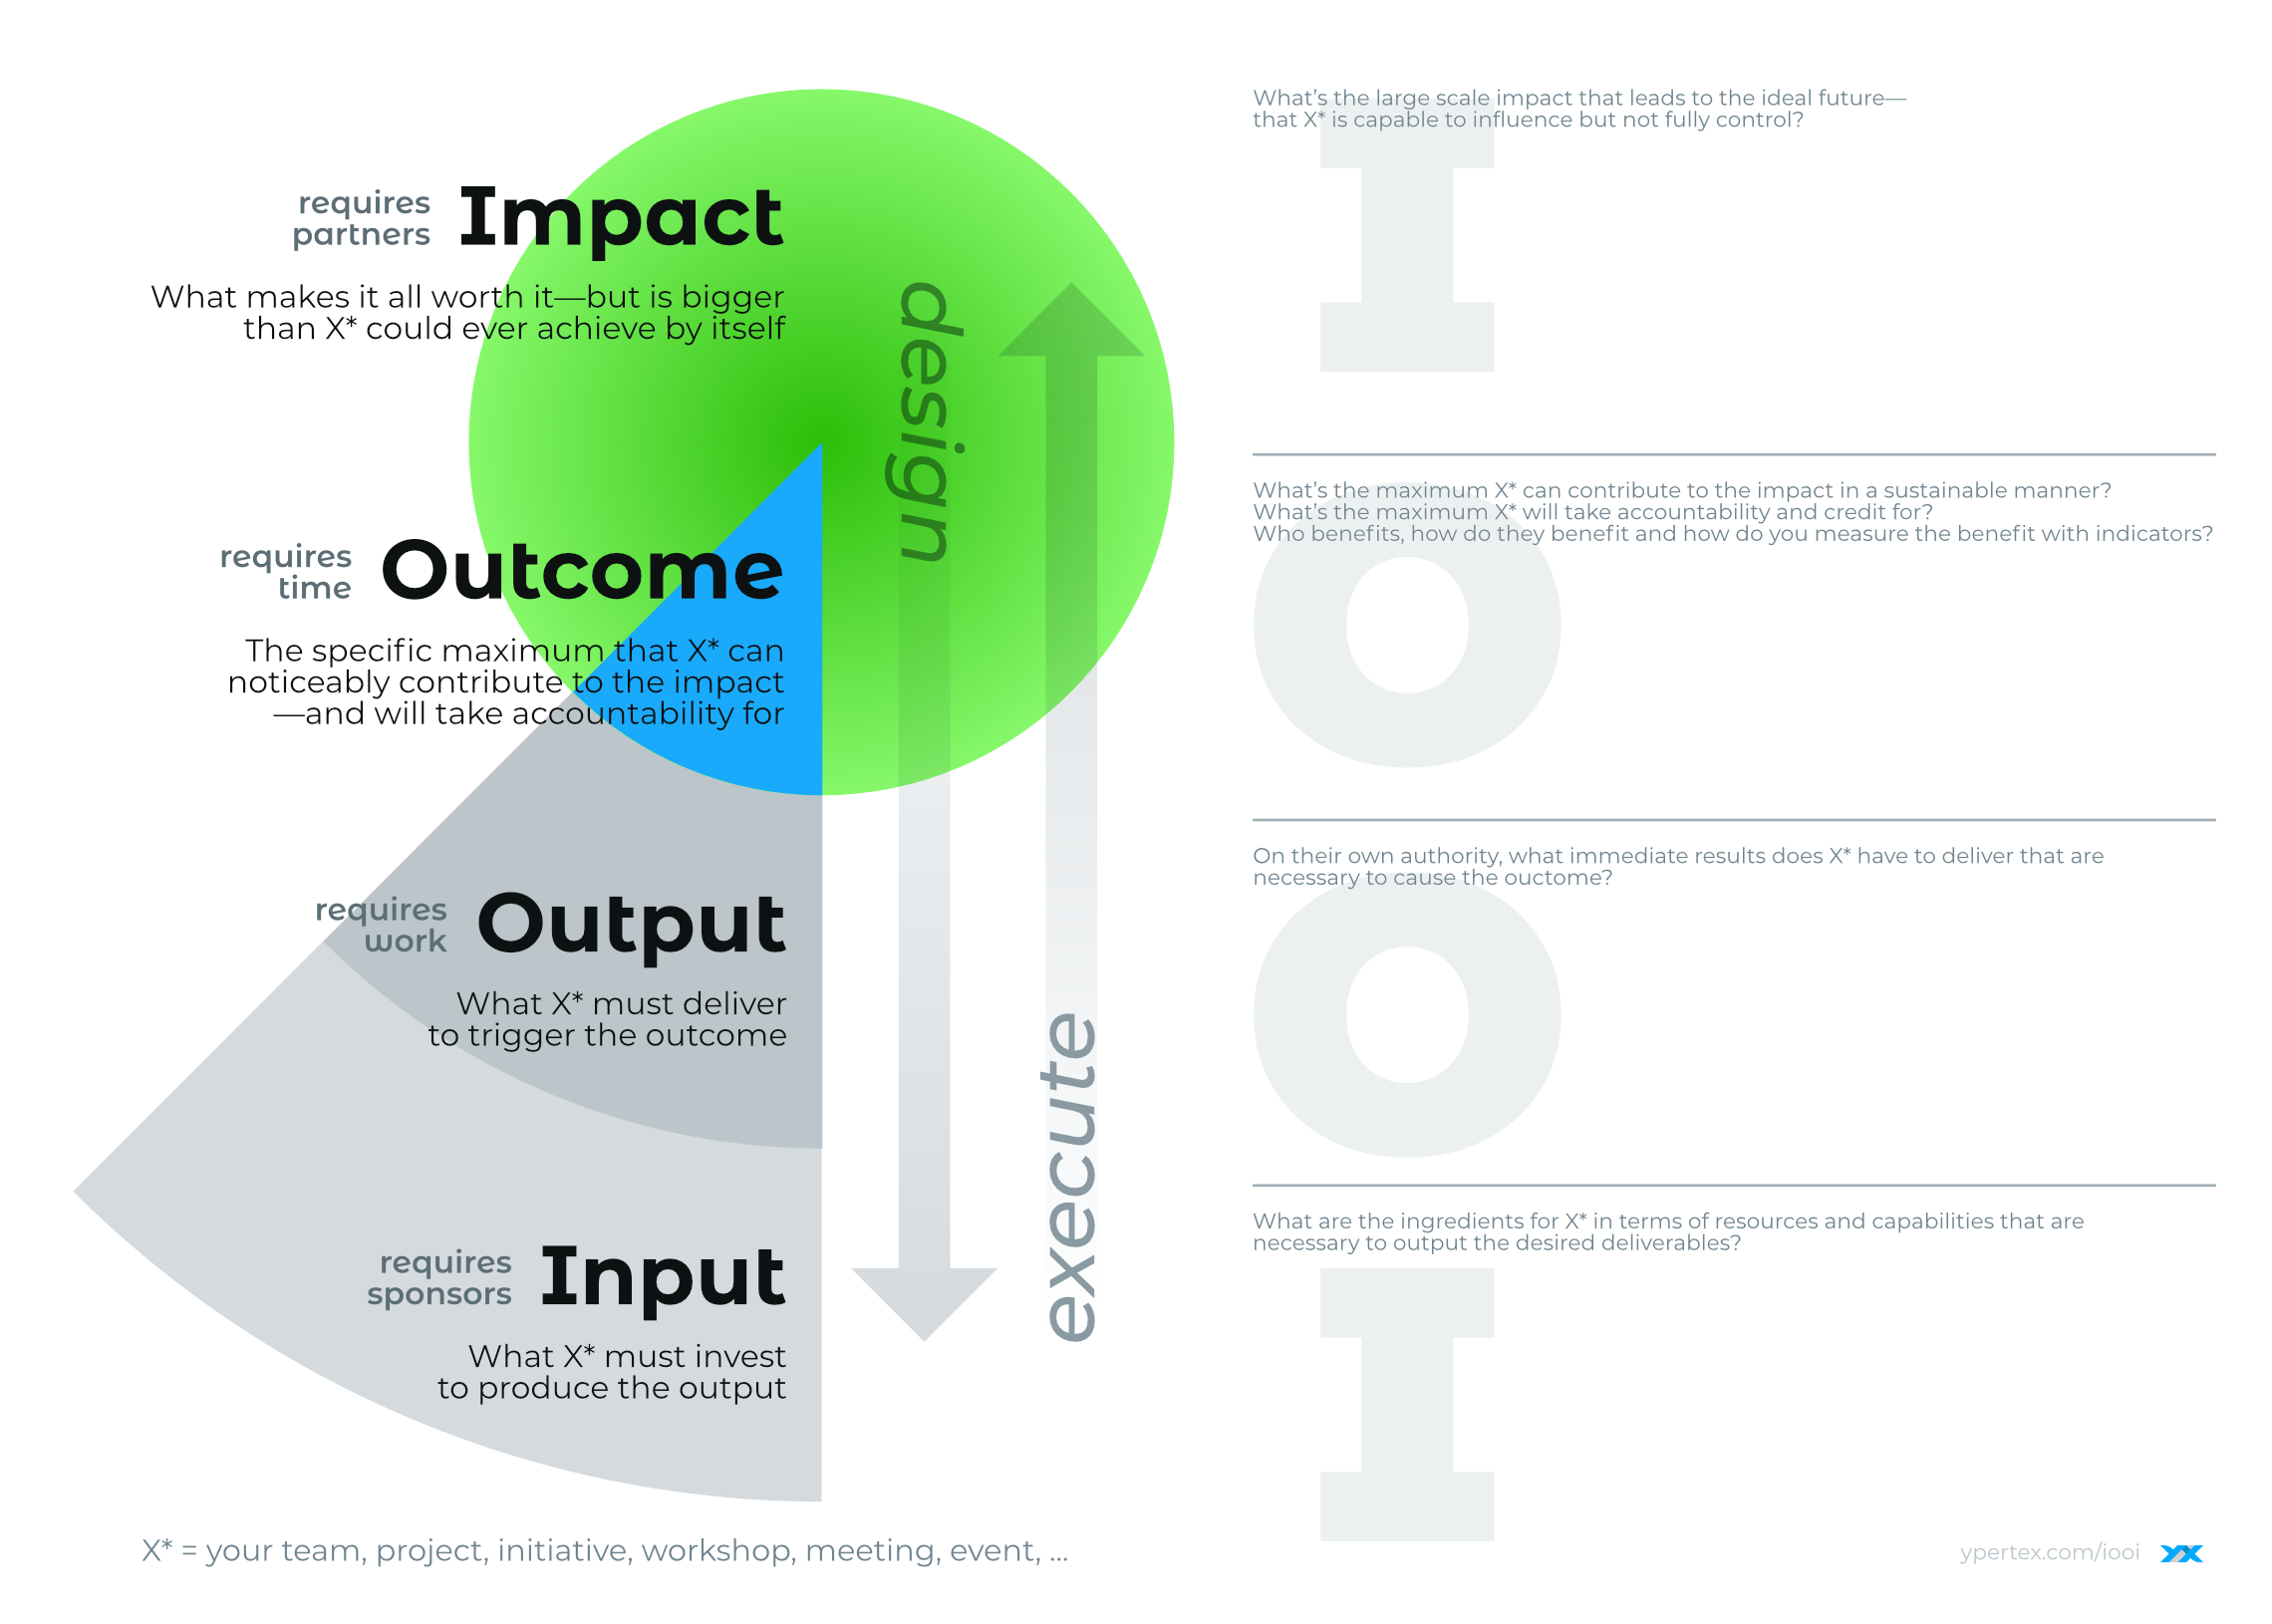 requires
partners
Impact
What makes it all worth it—but is bigger
than X* could ever achieve by itself
requires
time
Outcome
The specific maximum that X* can
noticeably contribute to the impact
—and will take accountability for
requires
work
Output
What X* must deliver
to trigger the outcome
requires
sponsors
Input
What X* must invest
to produce the output
design
execute
X* = your team, project, initiative, workshop, meeting, event, ...
What’s the large scale impact that leads to the ideal future—
that X* is capable to influence but not fully control?
I
What’s the maximum X* can contribute to the impact in a sustainable manner?
What’s the maximum X* will take accountability and credit for?
Who benefits, how do they benefit and how do you measure the benefit with indicators?
O
On their own authority, what immediate results does X* have to deliver that are
necessary to cause the ouctome?
O
What are the ingredients for X* in terms of resources and capabilities that are
necessary to output the desired deliverables?
I
ypertex.com/iooi
yx